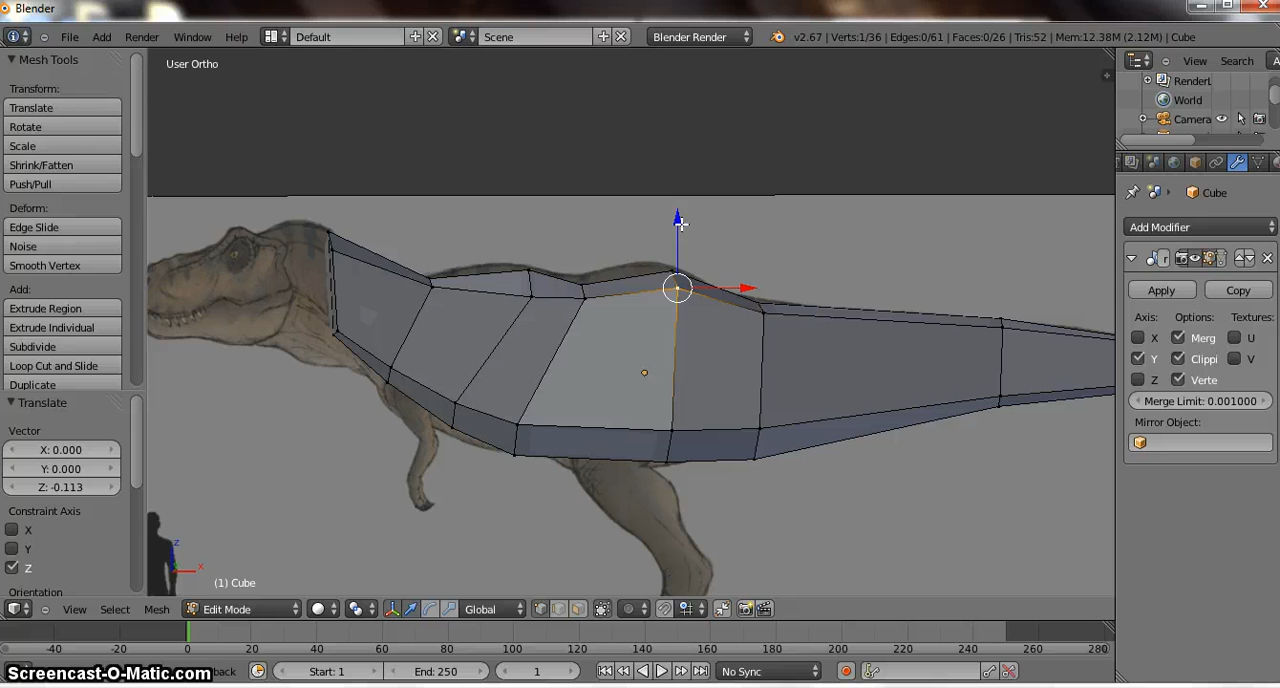 Blender
File Add Render Window Help Default Scene Blender Render v2.67 | Verts:1/36 | Edges:0/61 | Faces:0/26 | Tris:52 | Mem:12.38M (2.12M) | Cube
Mesh Tools
User Ortho
View Search
Transform:
Translate
Rotate
Scale
Shrink/Fatten
Push/Pull
Deform:
Edge Slide
Noise
Smooth Vertex
Add:
Extrude Region
Extrude Individual
Subdivide
Loop Cut and Slide
Duplicate
Translate
Vector
X: 0.000
Y: 0.000
Z: -0.113
Constraint Axis
X
Y
Z
Orientation
RenderL
World
Camera
Cube
Add Modifier
Apply Copy
Axis: Options: Textures:
X Merg U
Y Clippi V
Z Verte
Merge Limit: 0.001000
Mirror Object:
z
x
(1) Cube
View Select Mesh Edit Mode Global
-40 -20 0 20 40 60 80 100 120 140 160 180 200 220 240 260 280
back Start: 1 End: 250 1 No Sync
Screencast-O-Matic.com